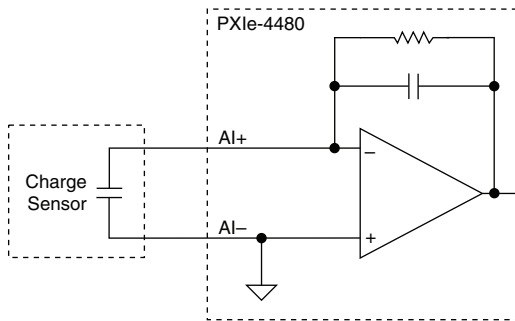 PXIe-4480
AI+
Charge
Sensor
AI–
–
+